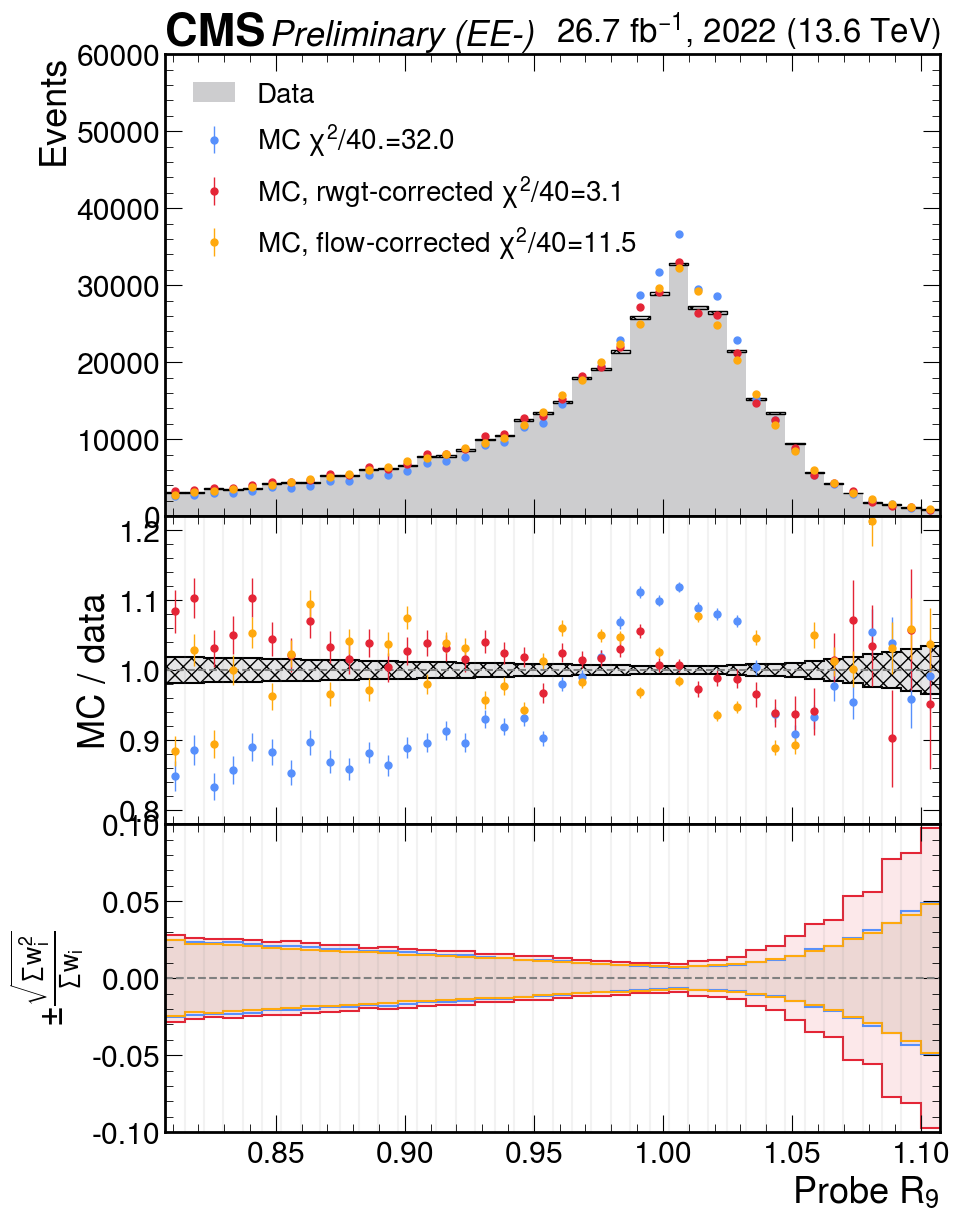 CMS Preliminary (EE-) 26.7 fb⁻¹, 2022 (13.6 TeV)
60000
50000
40000
30000
20000
10000
0
Events
Data
MC χ²/40.=32.0
MC, rwgt-corrected χ²/40=3.1
MC, flow-corrected χ²/40=11.5
1.2
1.1
1.0
0.9
0.8
MC / data
0.10
0.05
0.00
-0.05
-0.10
±√Σwᵢ²/Σwᵢ
0.85 0.90 0.95 1.00 1.05 1.10
Probe R₉